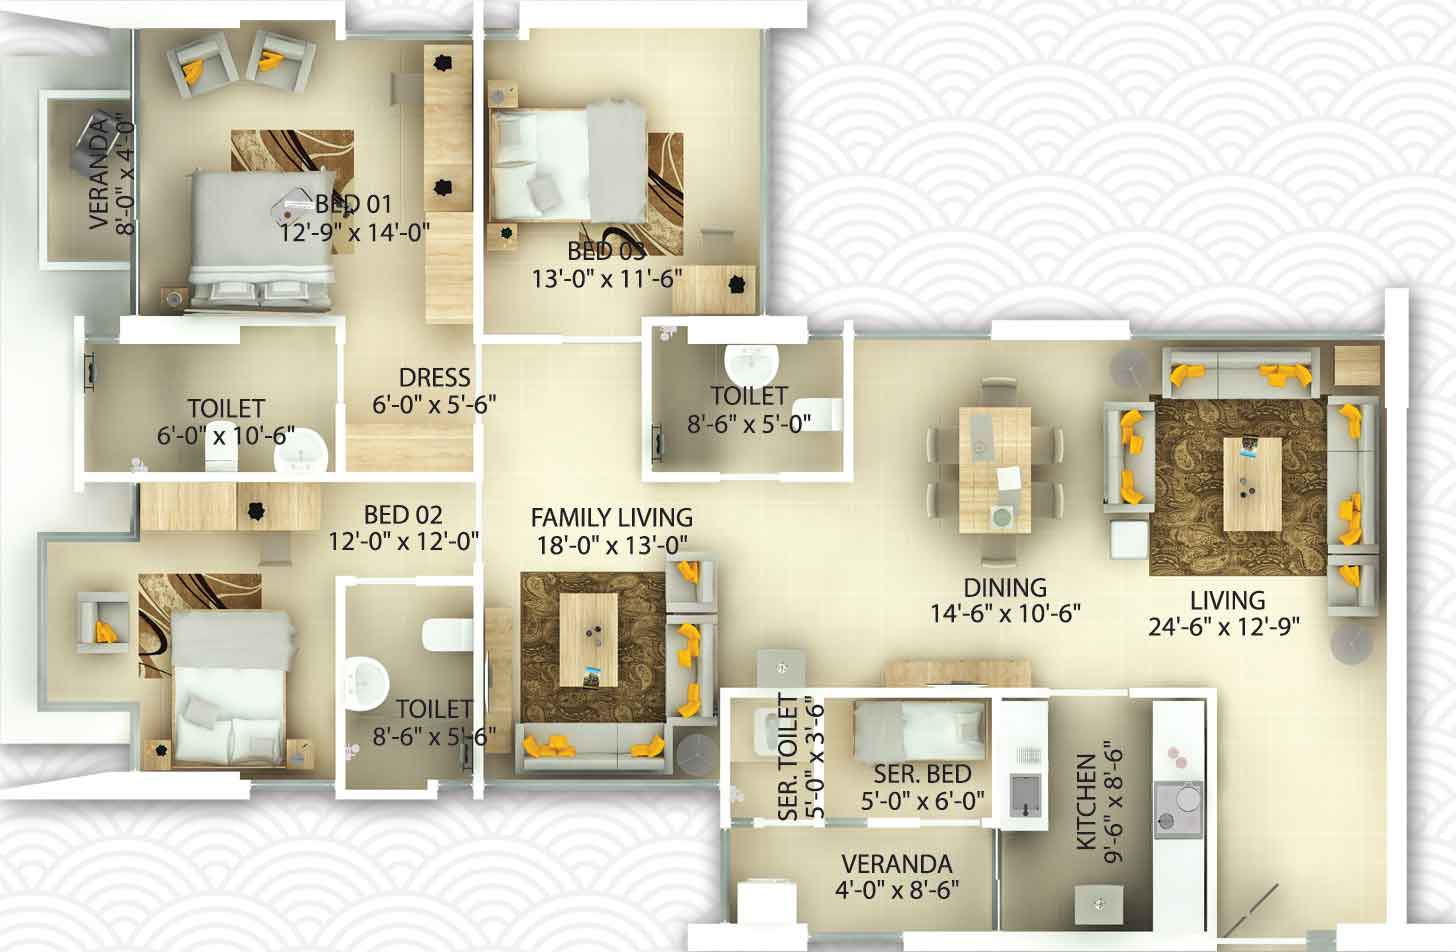 VERANDA
8'-0" x 4'-0"
BED 01
12'-9" x 14'-0"
BED 03
13'-0" x 11'-6"
DRESS
6'-0" x 5'-6"
TOILET
6'-0" x 10'-6"
TOILET
8'-6" x 5'-0"
BED 02
12'-0" x 12'-0"
FAMILY LIVING
18'-0" x 13'-0"
DINING
14'-6" x 10'-6"
LIVING
24'-6" x 12'-9"
TOILET
8'-6" x 5'-6"
SER. TOILET
5'-0" x 3'-6"
SER. BED
5'-0" x 6'-0"
KITCHEN
9'-6" x 8'-6"
VERANDA
4'-0" x 8'-6"